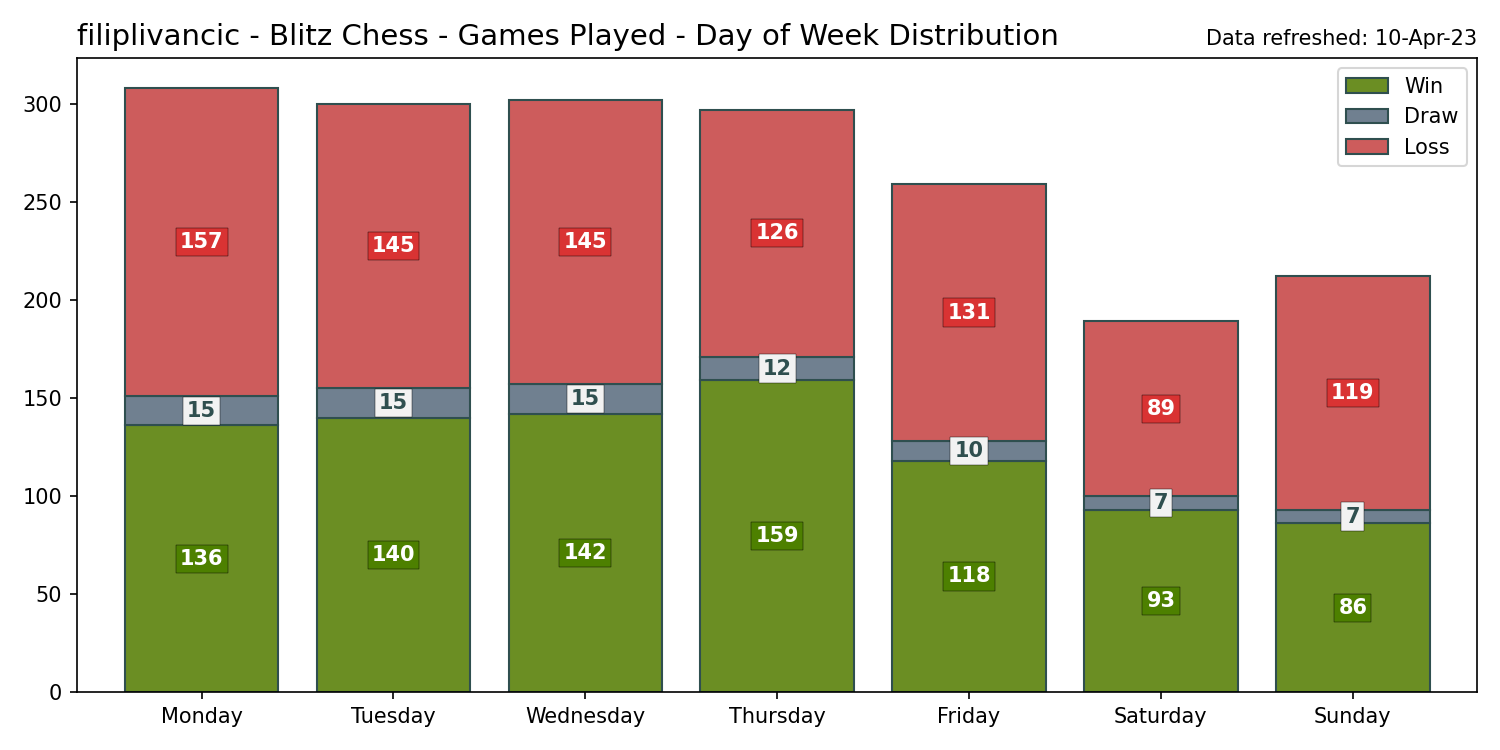 filiplivancic - Blitz Chess - Games Played - Day of Week Distribution
Data refreshed: 10-Apr-23
Win
Draw
Loss
300
250
200
150
100
50
0
157
145
145
126
131
89
119
15
15
15
12
10
7
7
136
140
142
159
118
93
86
Monday
Tuesday
Wednesday
Thursday
Friday
Saturday
Sunday